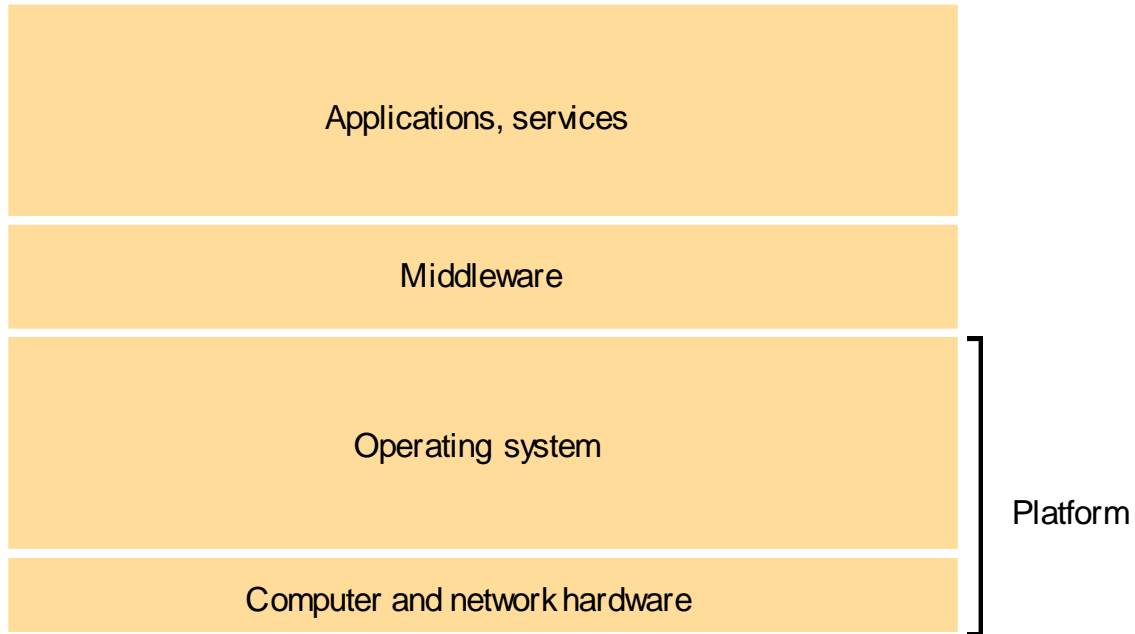 Applications, services
Middleware
Operating system
Platform
Computer and network hardware